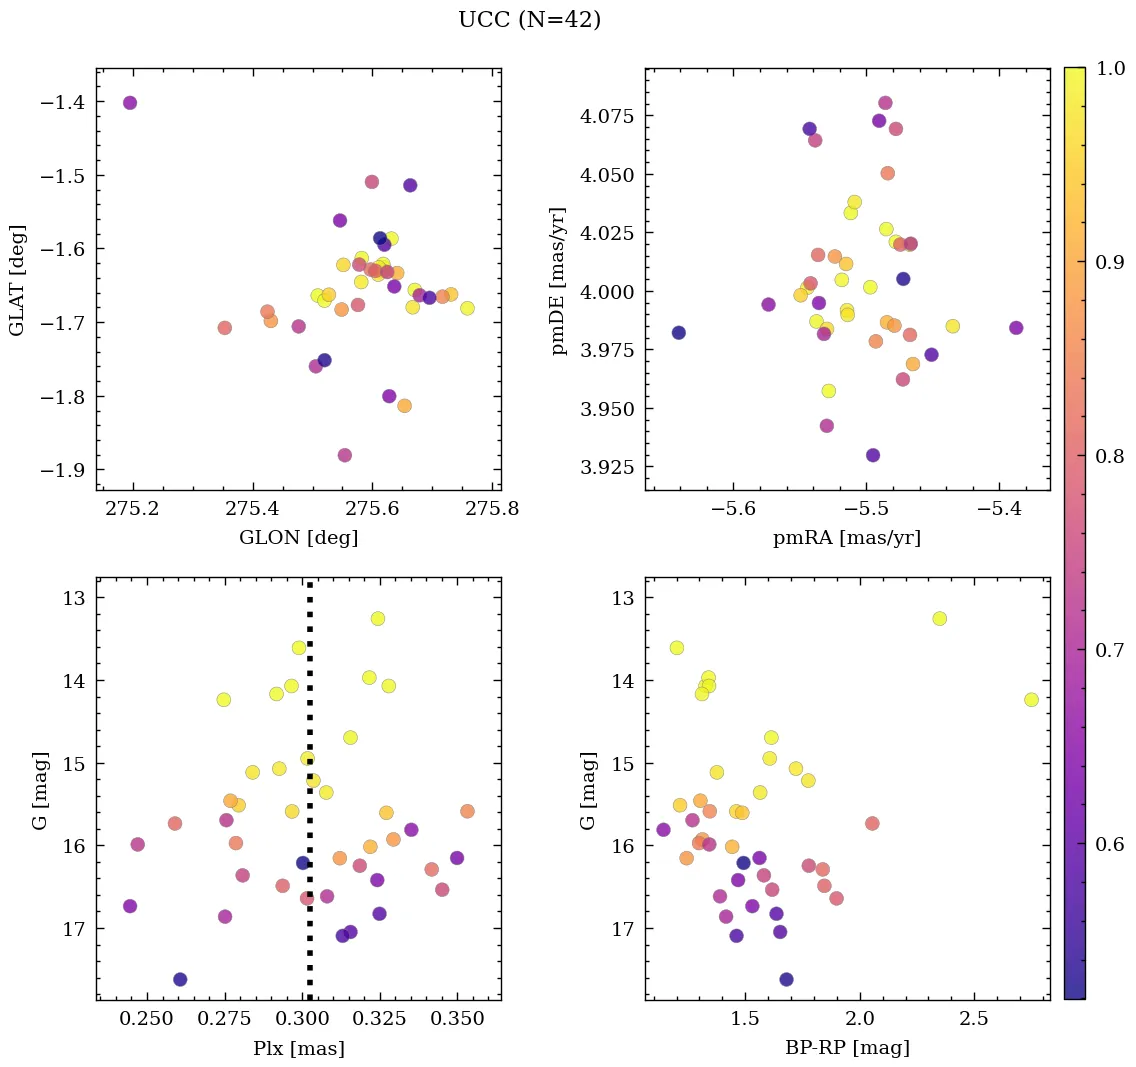 UCC (N=42)
−1.4
−1.5
−1.6
−1.7
−1.8
−1.9
GLAT [deg]
275.2 275.4 275.6 275.8
GLON [deg]
4.075
4.050
4.025
4.000
3.975
3.950
3.925
pmDE [mas/yr]
−5.6 −5.5 −5.4
pmRA [mas/yr]
13
14
15
16
17
G [mag]
0.250 0.275 0.300 0.325 0.350
Plx [mas]
13
14
15
16
17
G [mag]
1.5 2.0 2.5
BP-RP [mag]
1.0
0.9
0.8
0.7
0.6